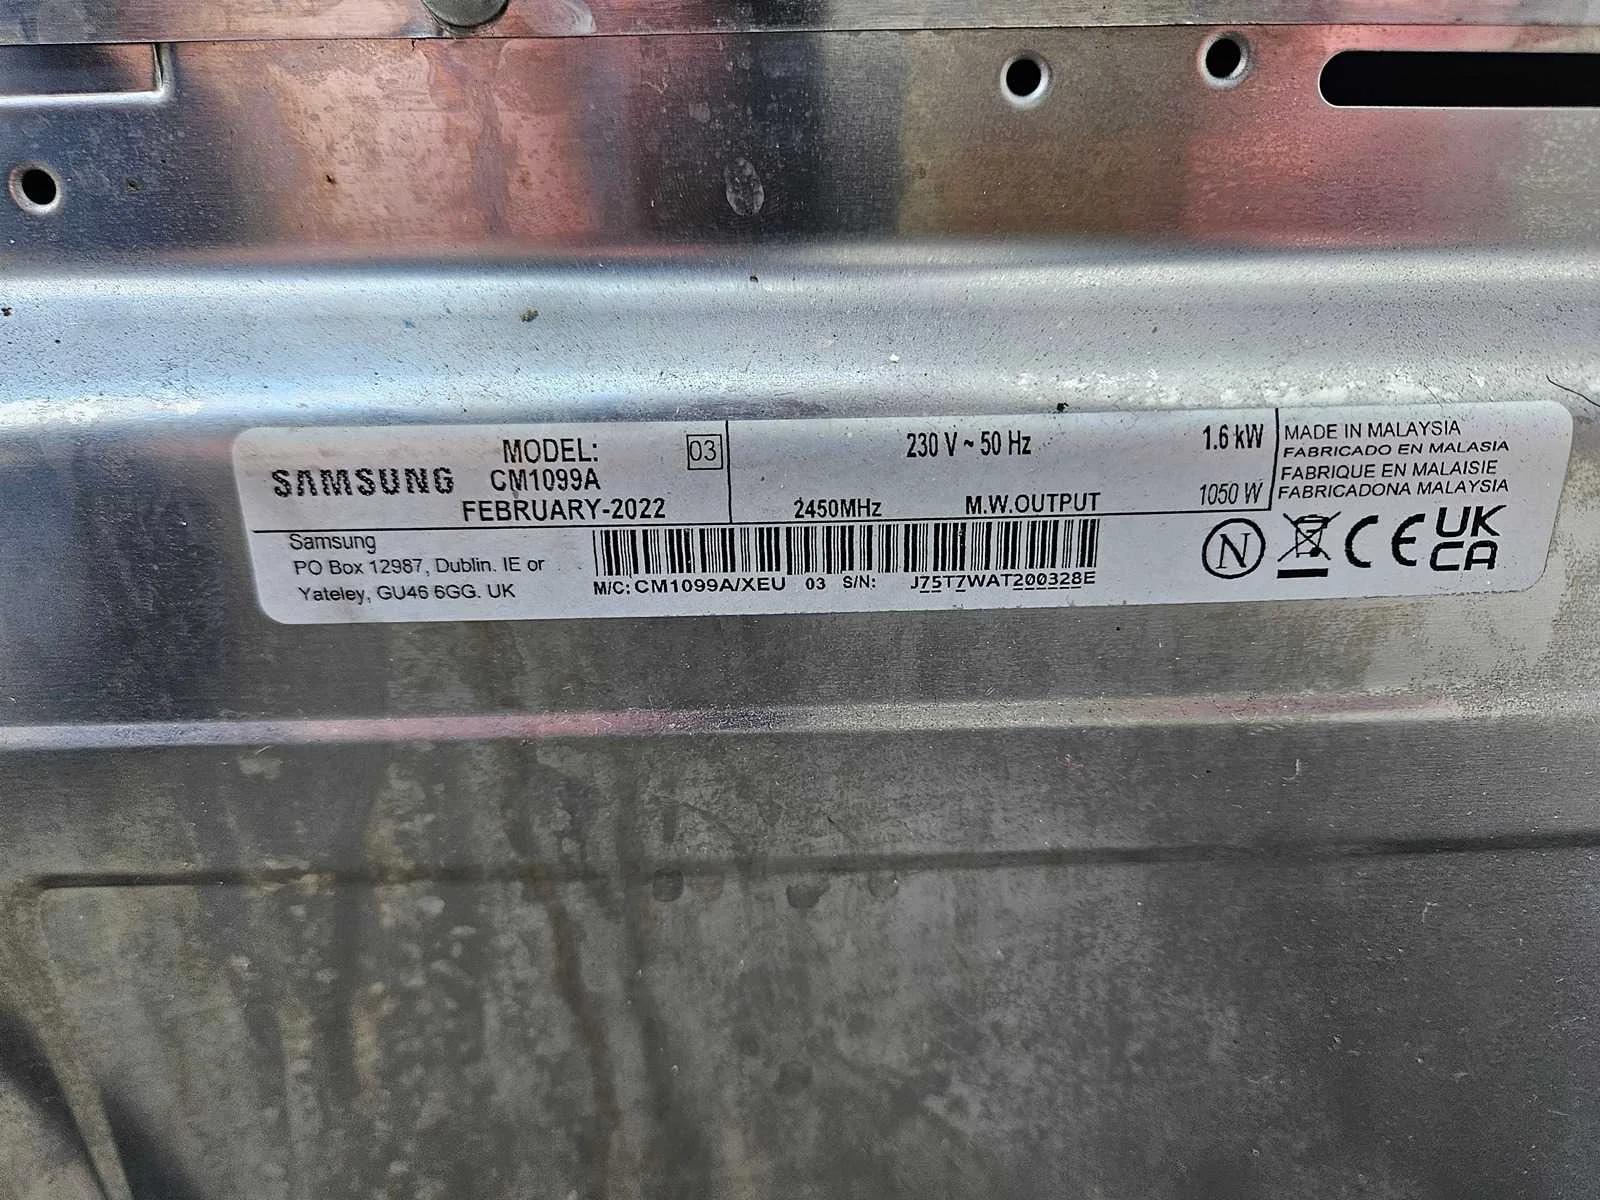 SAMSUNG
MODEL:
CM1099A
03
FEBRUARY-2022
230 V ~ 50 Hz
1.6 kW
2450MHz
M.W.OUTPUT
1050 W
MADE IN MALAYSIA
FABRICADO EN MALASIA
FABRIQUE EN MALAISIE
FABRICADONA MALAYSIA
Samsung
PO Box 12987, Dublin. IE or
Yateley, GU46 6GG. UK
M/C: CM1099A/XEU 03 S/N: J75T7WAT200328E
N
CE
UK
CA